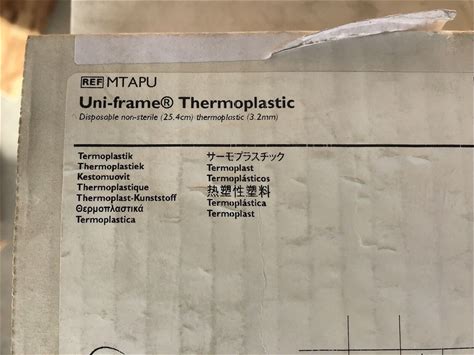 REF MTAPU
Uni-frame® Thermoplastic
Disposable non-sterile (25.4cm) thermoplastic (3.2mm)
Termoplastik
Thermoplastiek
Kestomuovit
Thermoplastique
Thermoplast-Kunststoff
Θερμοπλαστικά
Termoplastica
サーモプラスチック
Termoplast
Termoplásticos
热塑性塑料
Termoplástica
Termoplast